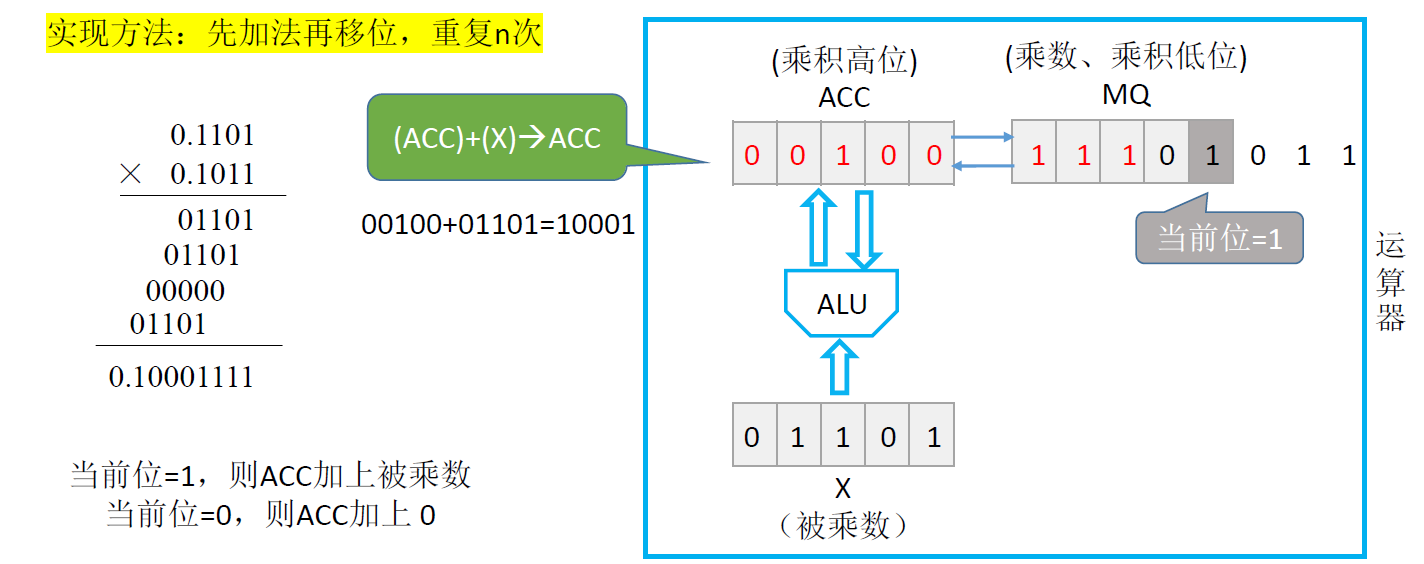 实现方法：先加法再移位，重复n次
0.1101
× 0.1011
01101
01101
00000
01101
0.10001111
当前位=1，则ACC加上被乘数
当前位=0，则ACC加上 0
(ACC)+(X)→ACC
00100+01101=10001
(乘积高位)
ACC
0 0 1 0 0
(乘数、乘积低位)
MQ
1 1 1 0 1 0 1 1
当前位=1
ALU
0 1 1 0 1
X
（被乘数）
运算器